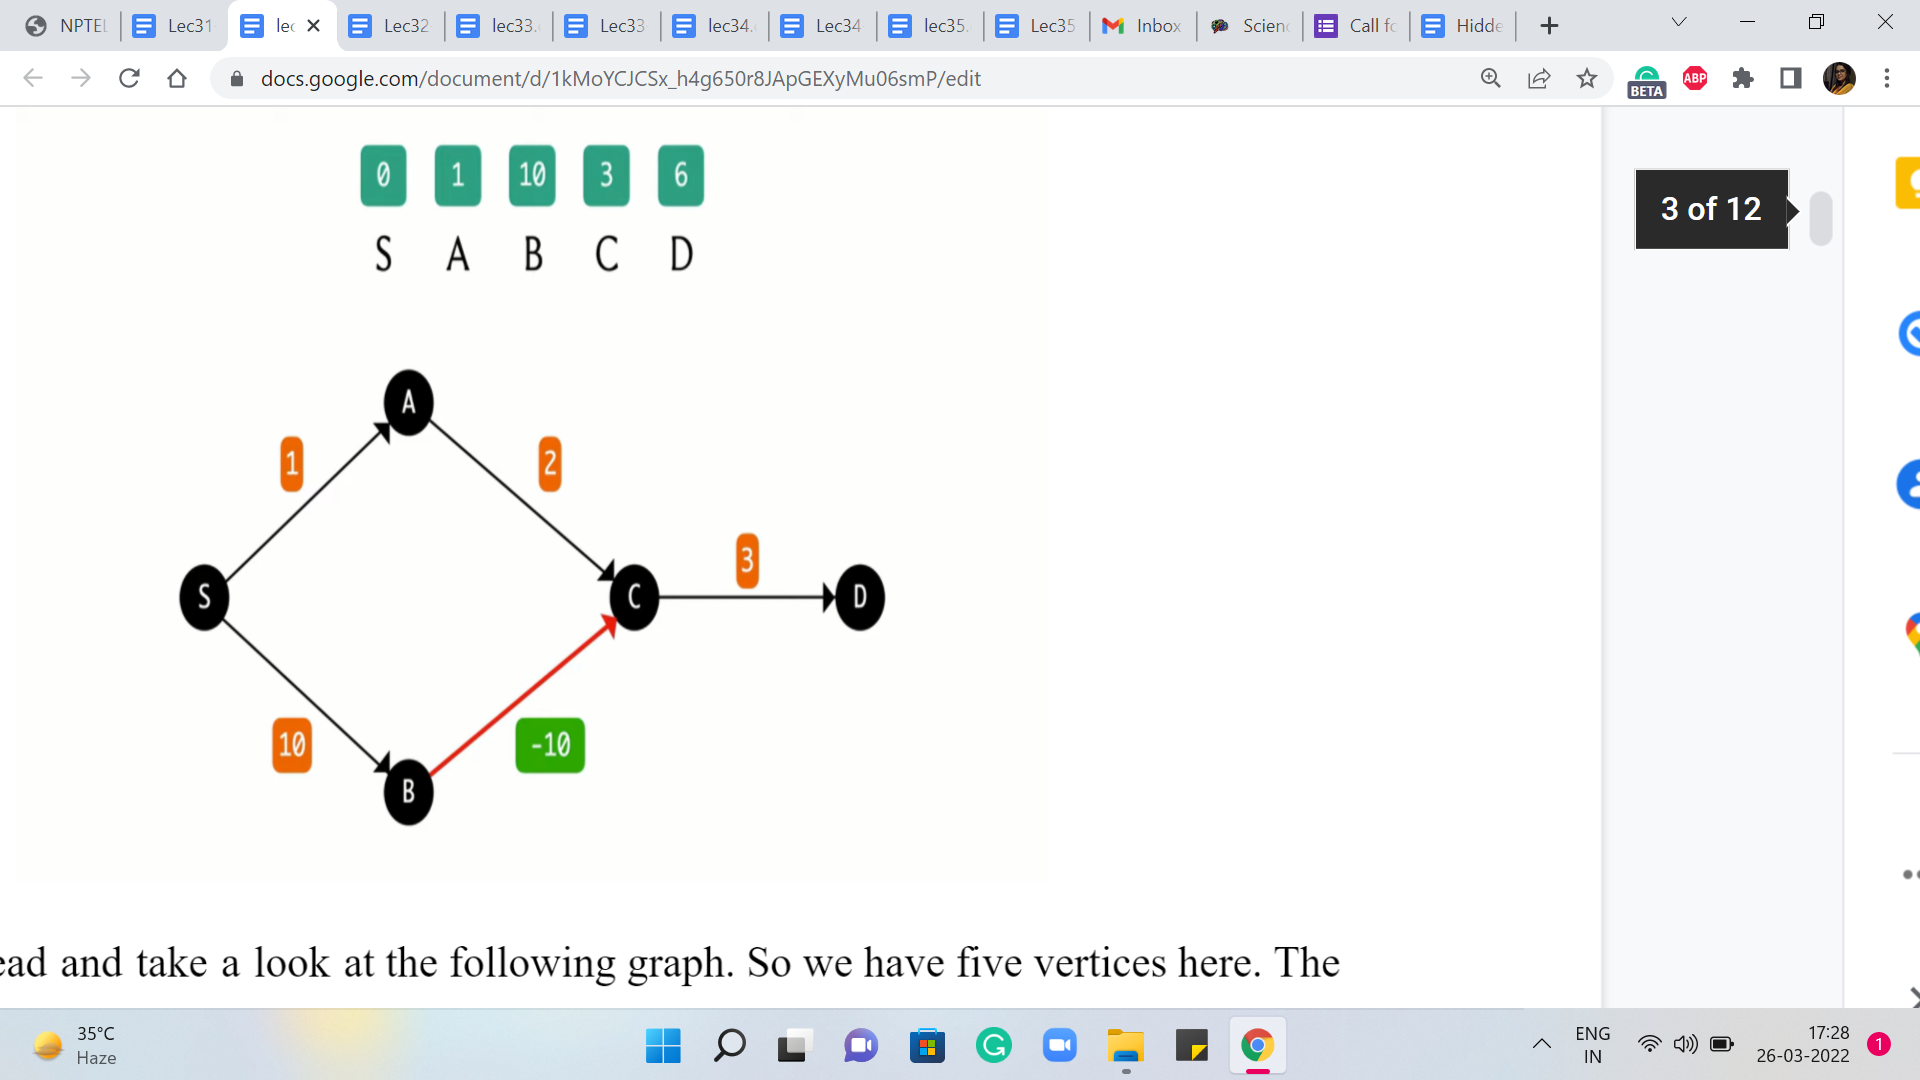 NPTEL Lec31 lec Lec32 lec33. Lec33 lec34. Lec34 lec35. Lec35 Inbox Scienc Call fo Hidde
docs.google.com/document/d/1kMoYCJCSx_h4g650r8JApGEXyMu06smP/edit
ABP
BETA
0 1 10 3 6
S A B C D
3 of 12
A
1 2
3
S C D
10 -10
B
ead and take a look at the following graph. So we have five vertices here. The
35°C
Haze
ENG
IN
17:28
26-03-2022
1